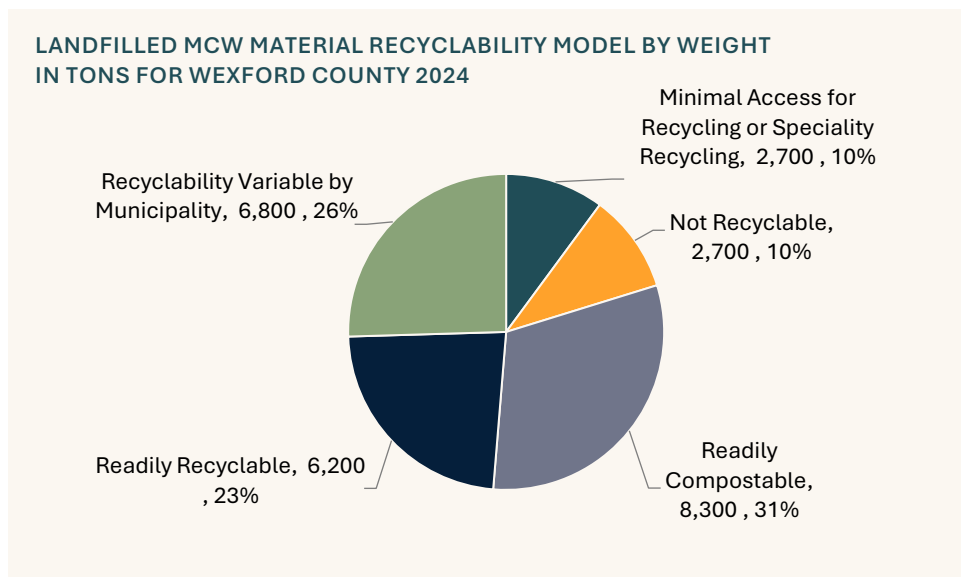 LANDFILLED MCW MATERIAL RECYCLABILITY MODEL BY WEIGHT
IN TONS FOR WEXFORD COUNTY 2024
Minimal Access for
Recycling or Speciality
Recycling,  2,700 , 10%
Not Recyclable,
2,700 , 10%
Readily
Compostable,
8,300 , 31%
Readily Recyclable,  6,200
, 23%
Recyclability Variable by
Municipality,  6,800 , 26%